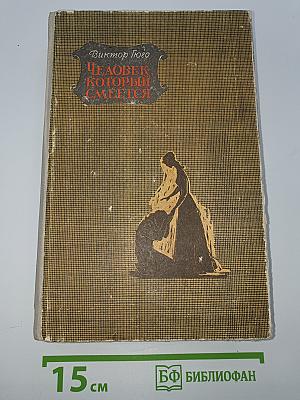 Виктор Гюго
ЧЕЛОВЕК,
КОТОРЫЙ
СМЕЕТСЯ
15 см
БФ БИБЛИОФАН